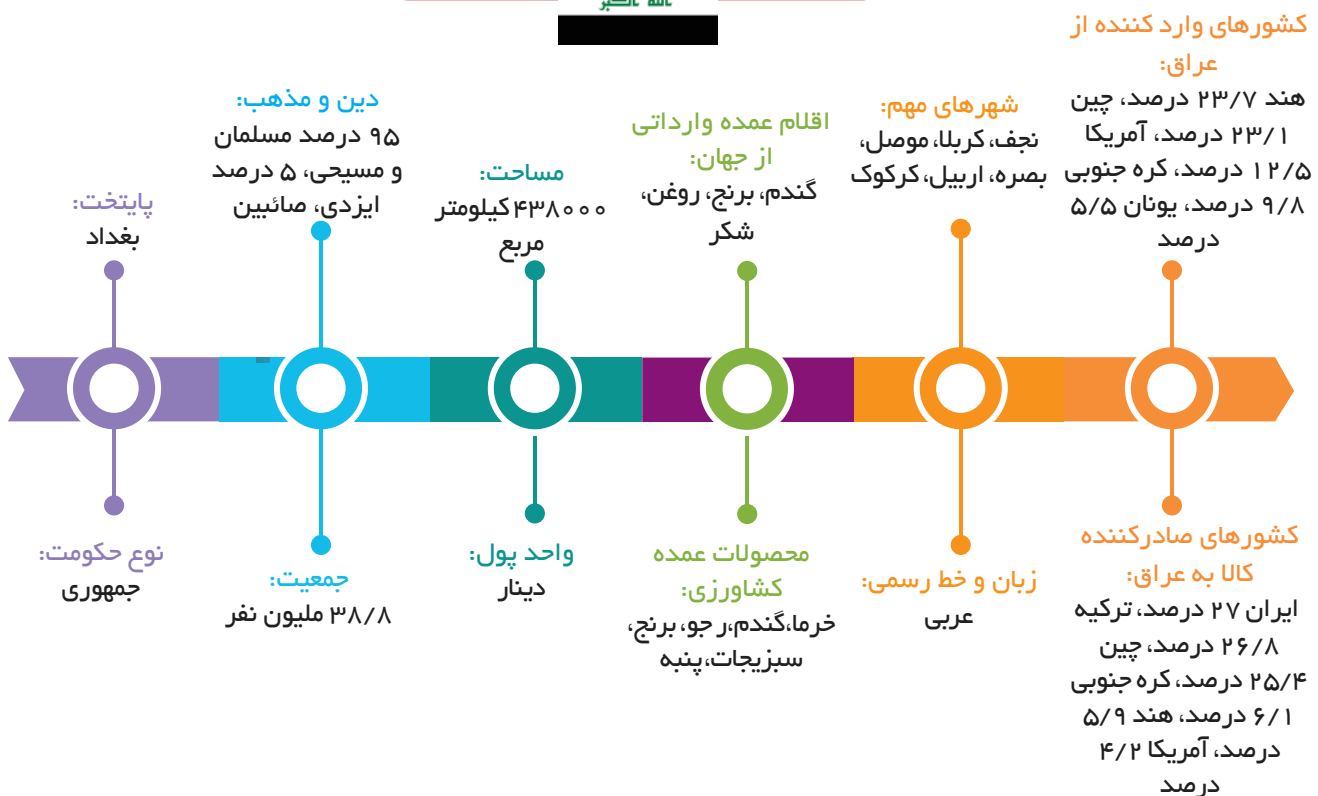 الله اکبر
کشورهای وارد کننده از
عراق:
هند ۲۳/۷ درصد، چین
۲۳/۱ درصد، آمریکا
۱۲/۵ درصد، کره جنوبی
۹/۸ درصد، یونان ۵/۵
درصد
شهرهای مهم:
نجف، کربلا، موصل،
بصره، اربیل، کرکوک
اقلام عمده وارداتی
از جهان:
گندم، برنج، روغن،
شکر
مساحت:
۴۳۸۰۰۰کیلومتر
مربع
دین و مذهب:
۹۵ درصد مسلمان
و مسیحی، ۵ درصد
ایزدی، صائبین
پایتخت:
بغداد
کشورهای صادرکننده
کالا به عراق:
ایران ۲۷ درصد، ترکیه
۲۶/۸ درصد، چین
۲۵/۴ درصد، کره جنوبی
۶/۱ درصد، هند ۵/۹
درصد، آمریکا ۴/۲
درصد
زبان و خط رسمی:
عربی
محصولات عمده
کشاورزی:
خرما،گندم،ر جو، برنج،
سبزیجات،پنبه
واحد پول:
دینار
جمعیت:
۳۸/۸ ملیون نفر
نوع حکومت:
جمهوری